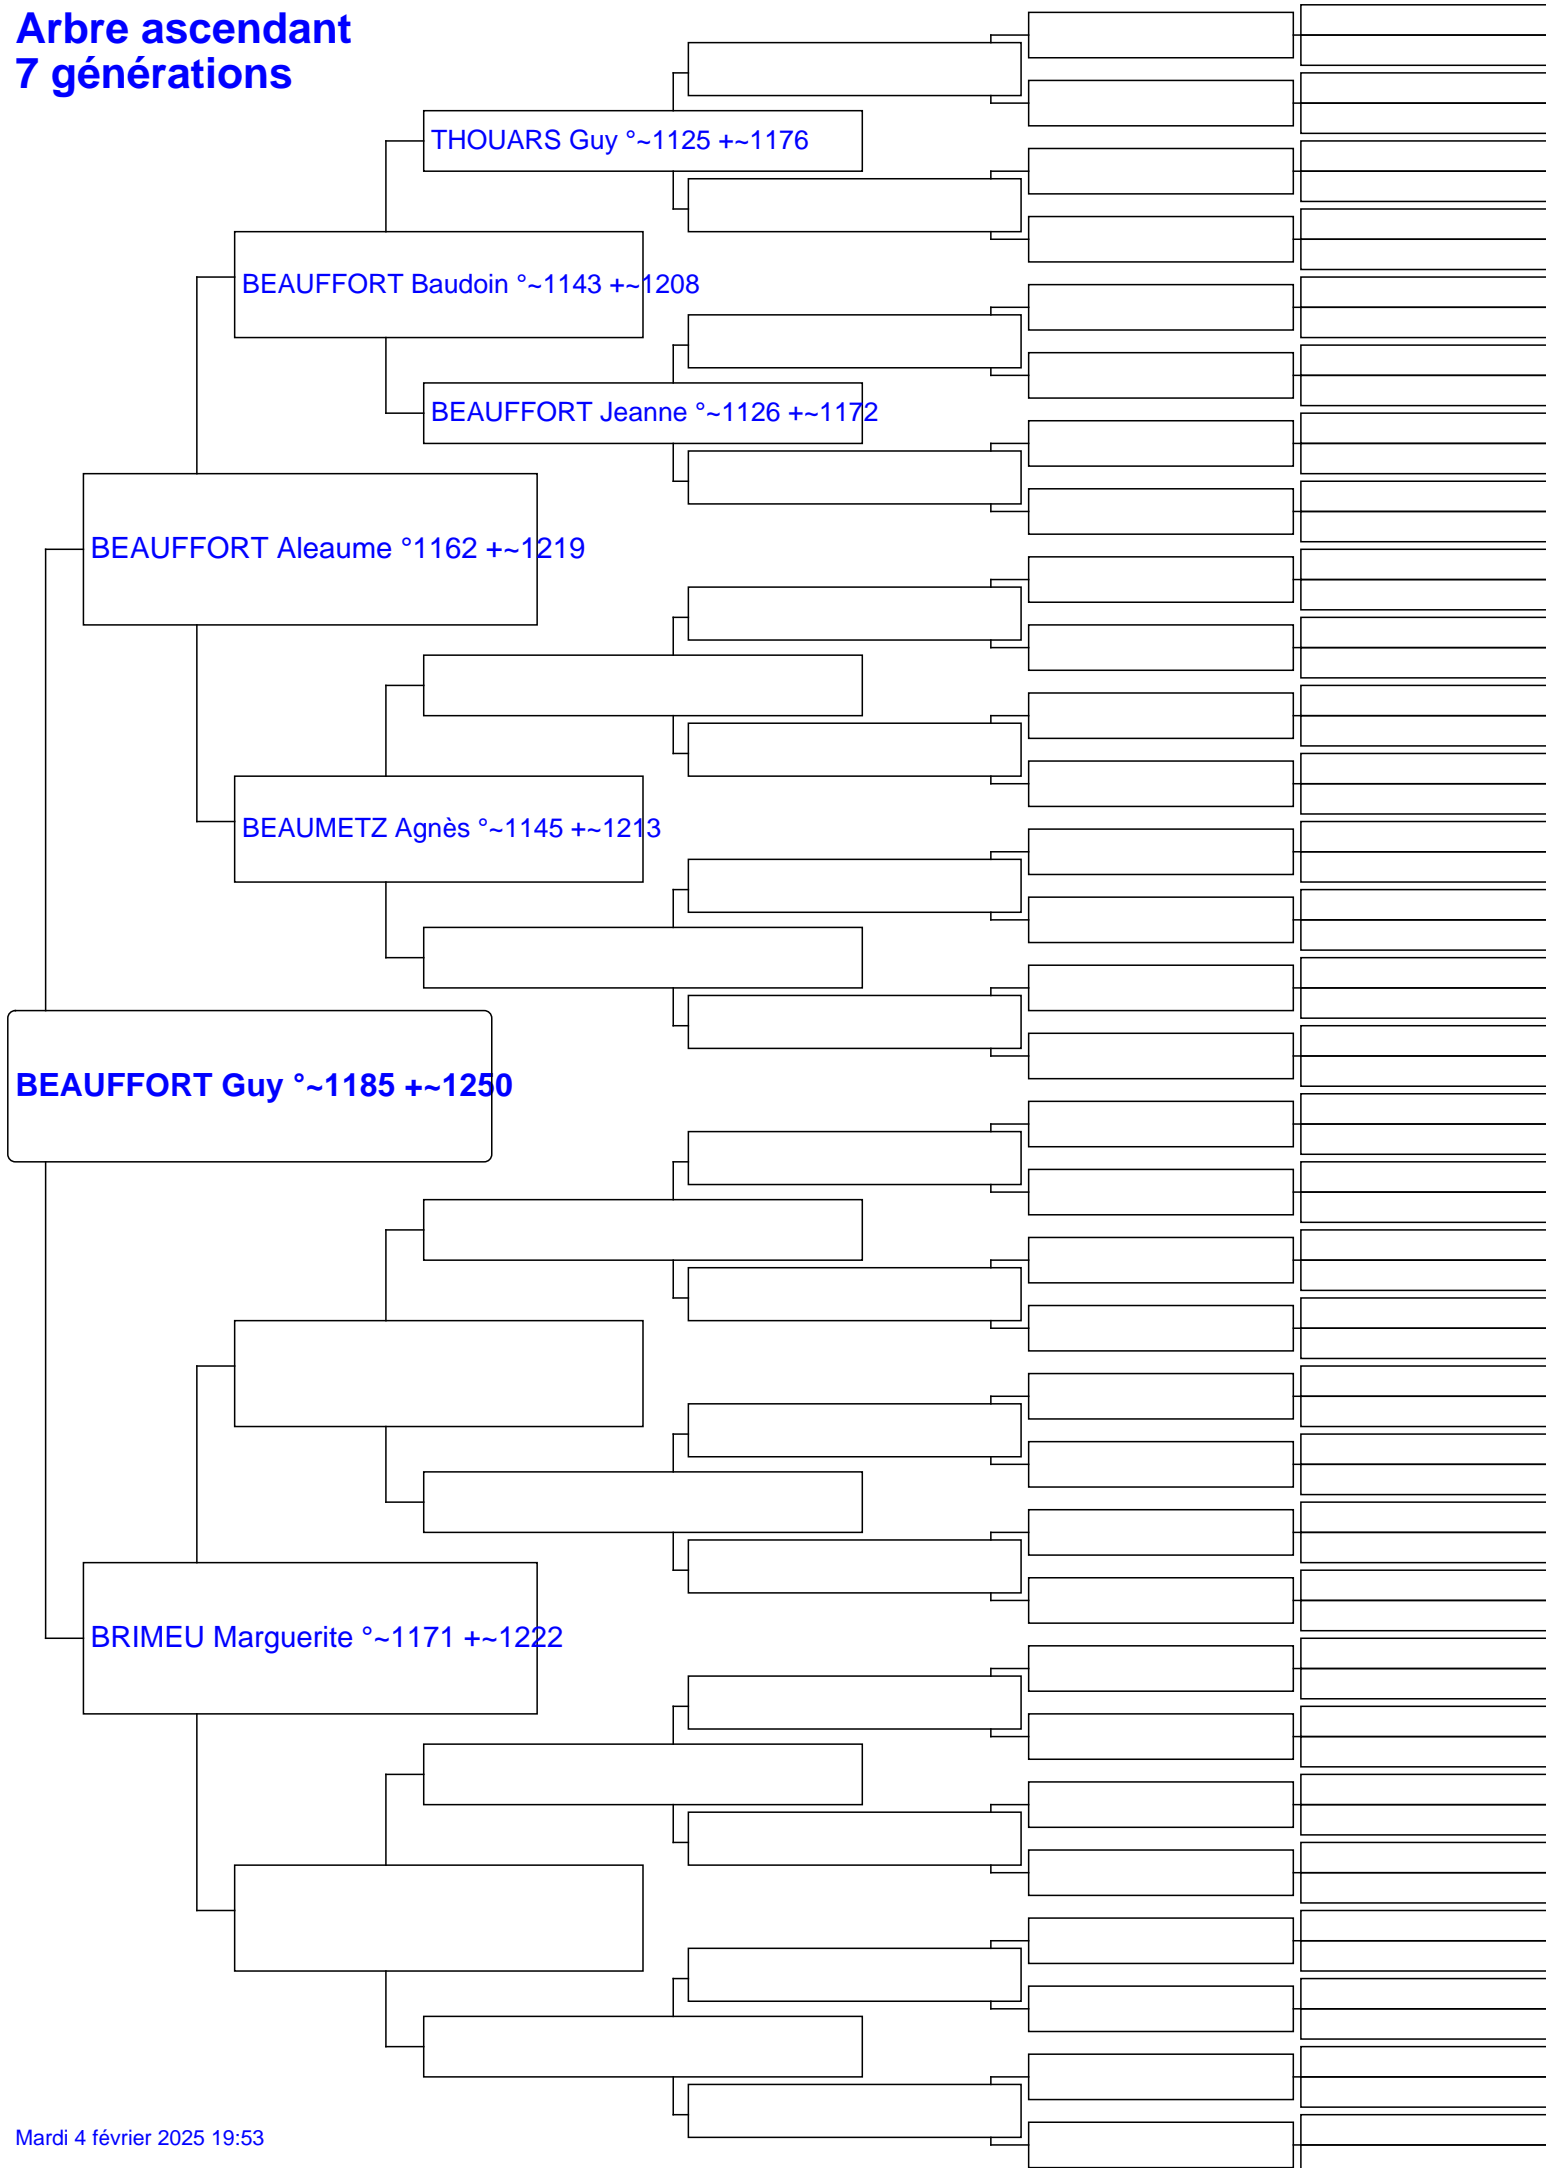 Arbre ascendant
7 générations
THOUARS Guy °~1125 +~1176
BEAUFFORT Baudoin °~1143 +~1208
BEAUFFORT Jeanne °~1126 +~1172
BEAUFFORT Aleaume °1162 +~1219
BEAUMETZ Agnès °~1145 +~1213
BEAUFFORT Guy °~1185 +~1250
BRIMEU Marguerite °~1171 +~1222
Mardi 4 février 2025 19:53